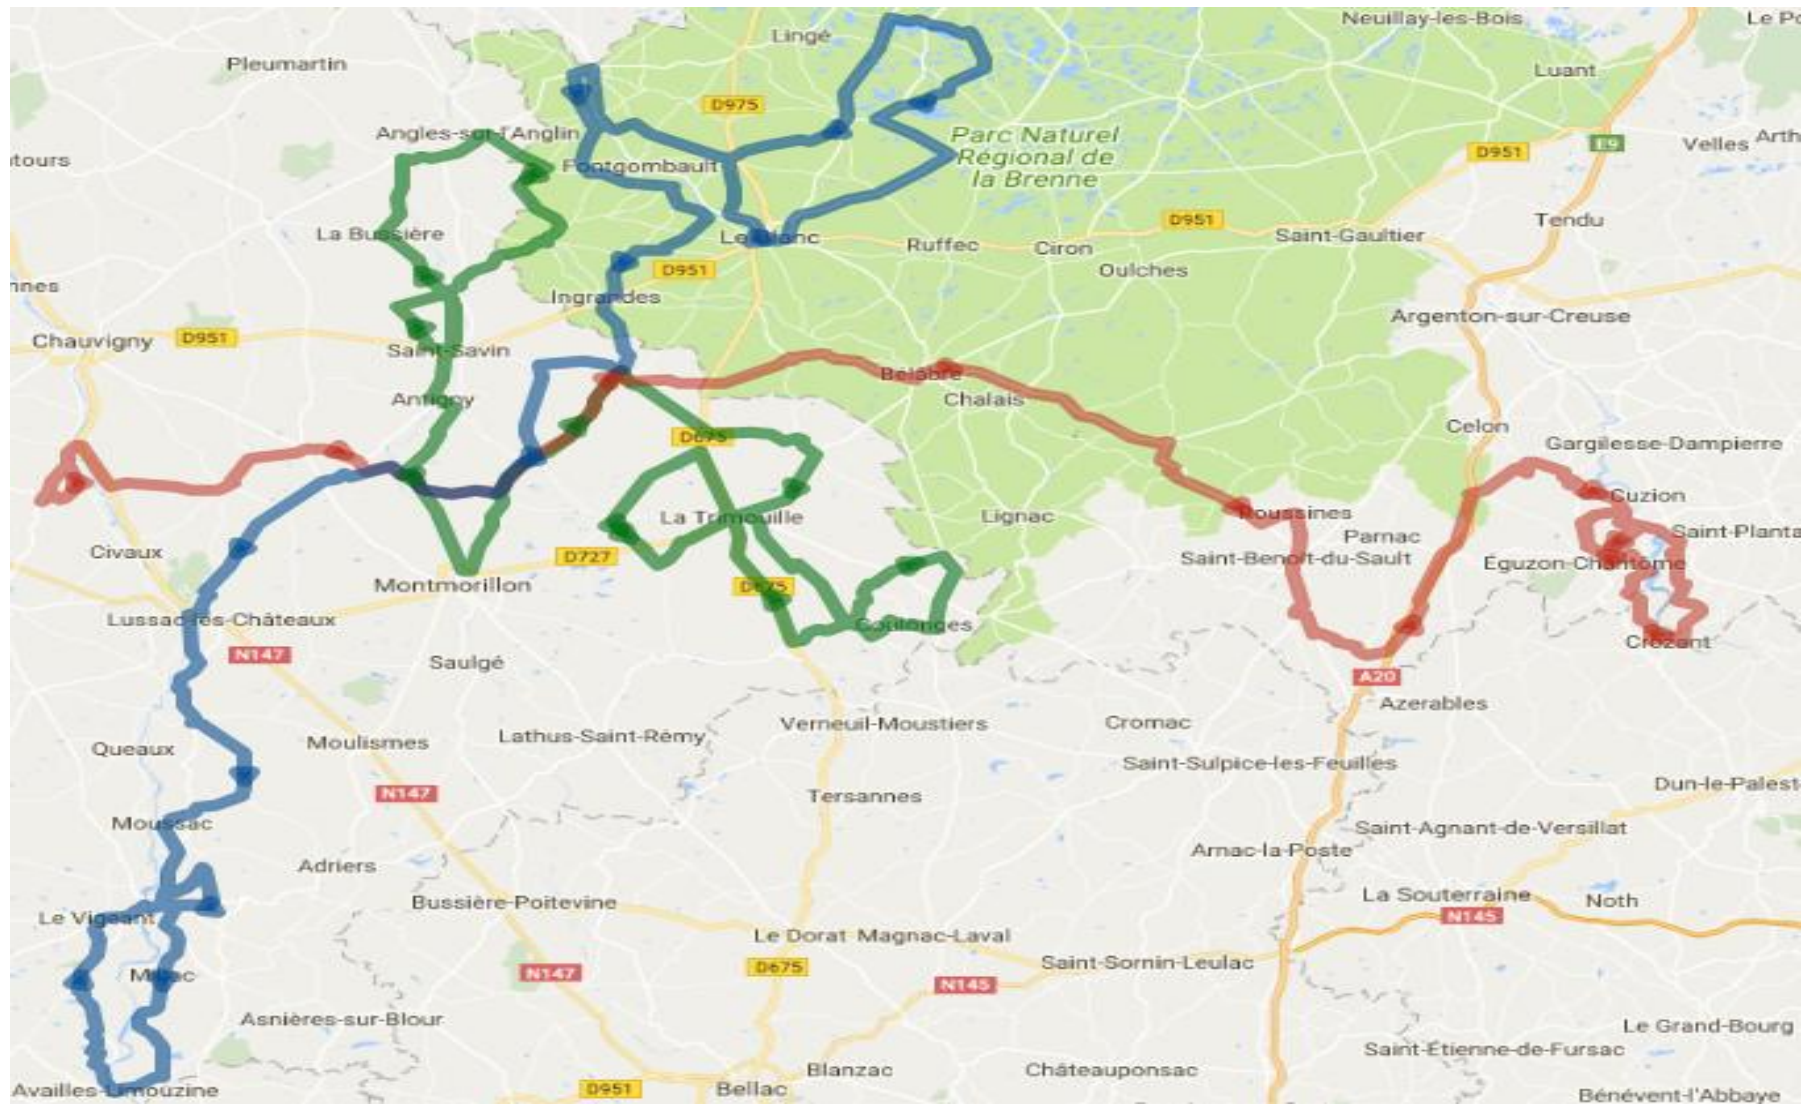 Neuillay-les-Bois
Le Po
Lingé
Pleumartin
Luant
D975
Angles-sur-l'Anglin
Parc Naturel
Régional de
la Brenne
E9
Velles
Arth
D951
ntours
Fontgombault
La Bussière
Le Blanc
D951
Tendu
Saint-Gaultier
Ruffec
Ciron
Oulches
D951
nnes
Ingrandes
Argenton-sur-Creuse
Chauvigny
D951
Saint-Savin
Bélâbre
Chalais
Antigny
Celon
D675
Gargilesse-Dampierre
Cuzion
La Trimouille
Lignac
Roussines
Saint-Planta
Parnac
Civaux
D727
Saint-Benoît-du-Sault
Éguzon-Chantôme
Montmorillon
D675
Lussac-les-Châteaux
Coulonges
Crozant
N147
Saulgé
A20
Azerables
Verneuil-Moustiers
Cromac
Queaux
Moulismes
Lathus-Saint-Rémy
Saint-Sulpice-les-Feuilles
N147
Tersannes
Dun-le-Palest
Moussac
Saint-Agnant-de-Versillat
Adriers
Arnac-la-Poste
Bussière-Poitevine
La Souterraine
Noth
Le Vigeant
N145
Le Dorat
Magnac-Laval
Millac
N147
D675
N145
Saint-Sornin-Leulac
Asnières-sur-Blour
Le Grand-Bourg
Saint-Étienne-de-Fursac
Availles-Limouzine
D951
Bellac
Blanzac
Châteauponsac
Bénévent-l'Abbaye